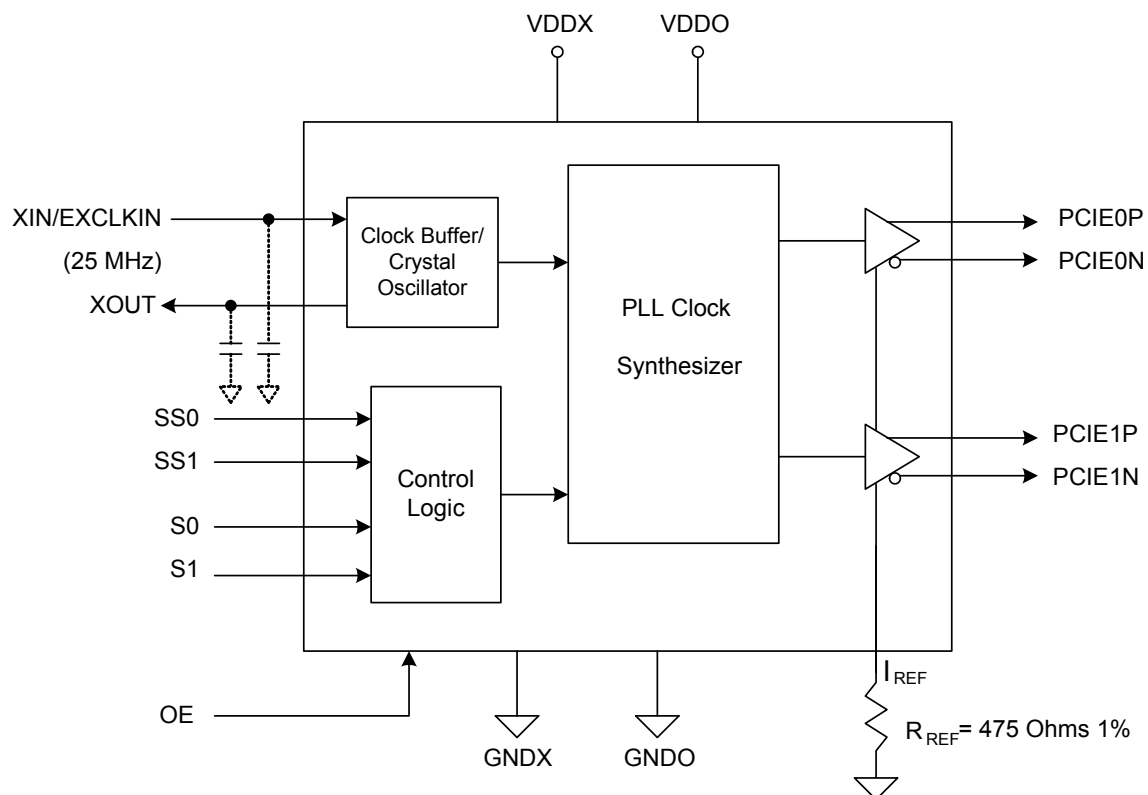 VDDX
VDDO
XIN/EXCLKIN
(25 MHz)
XOUT
Clock Buffer/
Crystal
Oscillator
PLL Clock
Synthesizer
PCIE0P
PCIE0N
SS0
SS1
S0
S1
Control
Logic
PCIE1P
PCIE1N
OE
GNDX
GNDO
IREF
RREF= 475 Ohms 1%